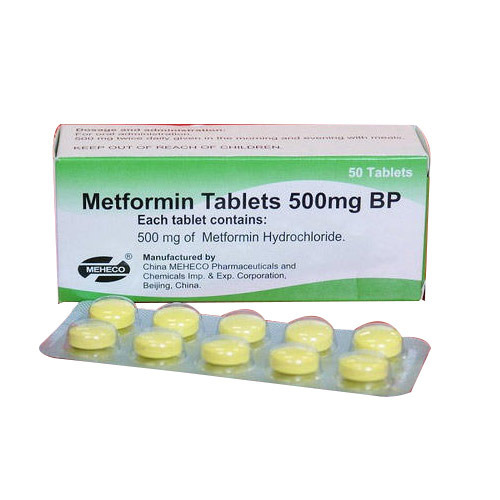 Dosage and administration:
For oral administration
500 mg twice daily given in the morning and evening with meals.
KEEP OUT OF REACH OF CHILDREN.
50 Tablets
Metformin Tablets 500mg BP
Each tablet contains:
500 mg of Metformin Hydrochloride.
MEHECO
Manufactured by
China MEHECO Pharmaceuticals and
Chemicals Imp. & Exp. Corporation,
Beijing, China.